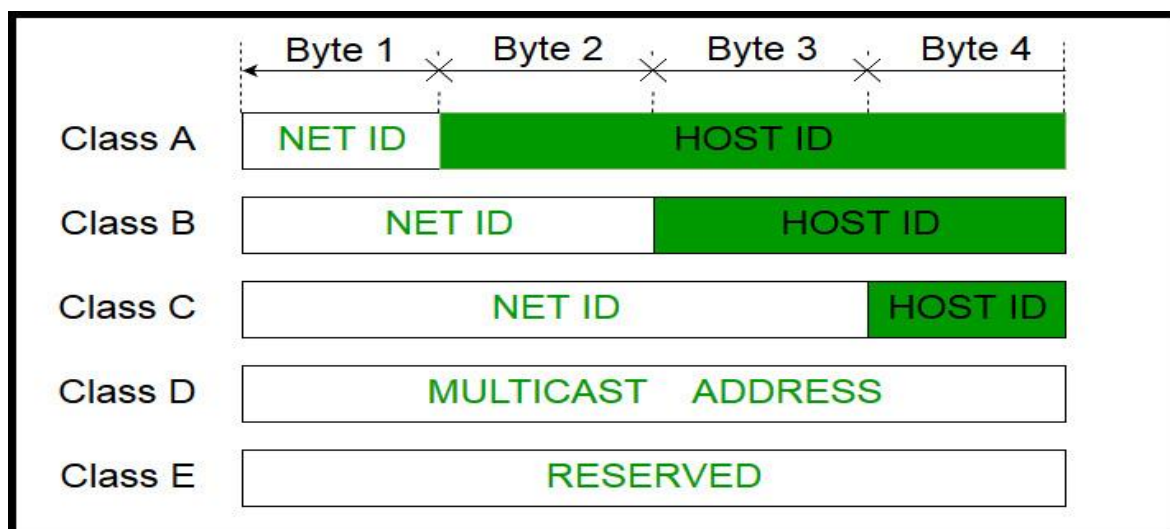 Byte 1 Byte 2 Byte 3 Byte 4
Class A NET ID HOST ID
Class B NET ID HOST ID
Class C NET ID HOST ID
Class D MULTICAST ADDRESS
Class E RESERVED